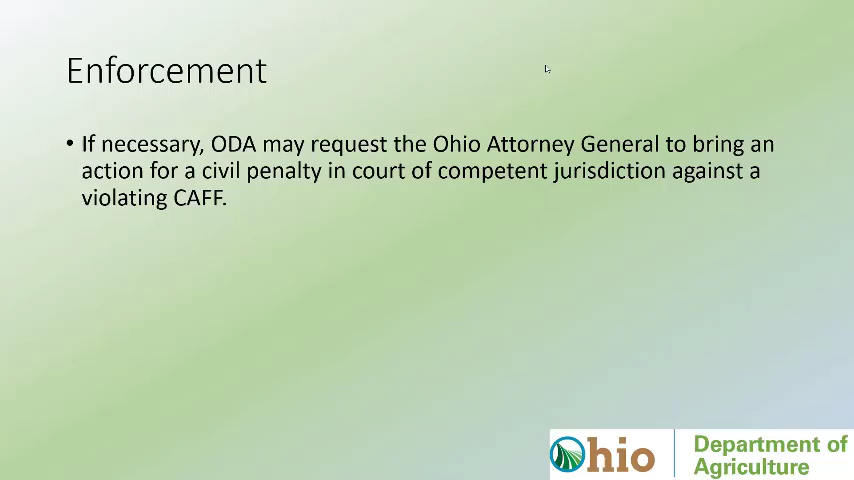 Enforcement
• If necessary, ODA may request the Ohio Attorney General to bring an
action for a civil penalty in court of competent jurisdiction against a
violating CAFF.
Ohio
Department of
Agriculture